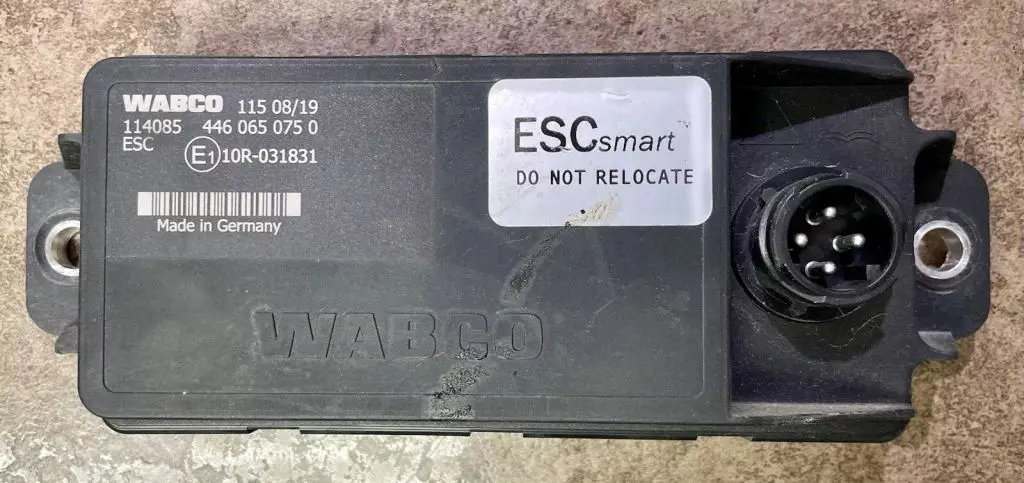 WABCO 115 08/19
114085 446 065 075 0
ESC
E1 10R-031831
Made in Germany
ESCsmart™
DO NOT RELOCATE
WABCO